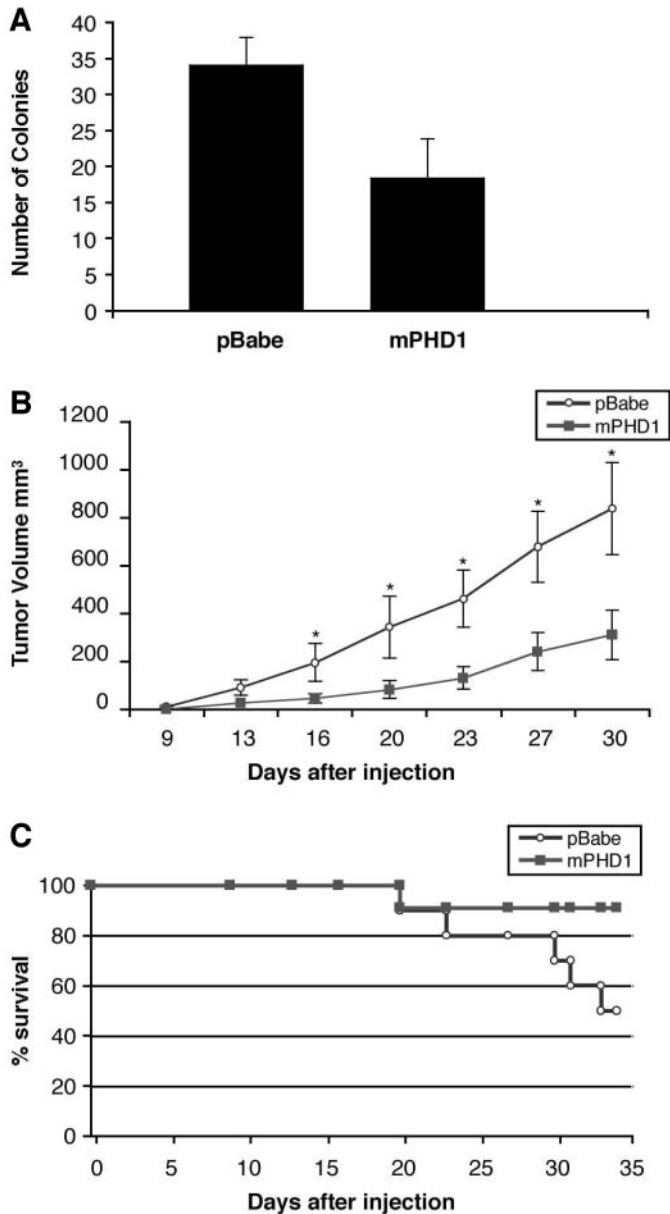 A
Number of Colonies
40
35
30
25
20
15
10
5
0
pBabe
mPHD1
B
pBabe
mPHD1
Tumor Volume mm³
1200
1000
800
600
400
200
0
*
*
*
*
*
9 13 16 20 23 27 30
Days after injection
C
pBabe
mPHD1
% survival
100
80
60
40
20
0
0 5 10 15 20 25 30 35
Days after injection